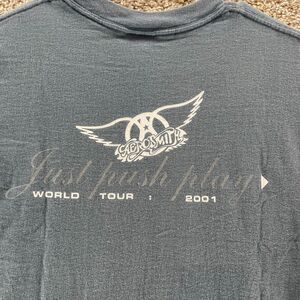 AEROSMITH
Just push play
WORLD TOUR : 2001